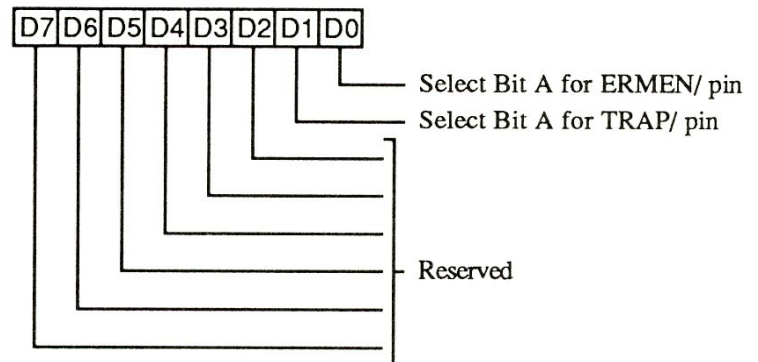 D7 D6 D5 D4 D3 D2 D1 D0
Select Bit A for ERMEN/ pin
Select Bit A for TRAP/ pin
Reserved